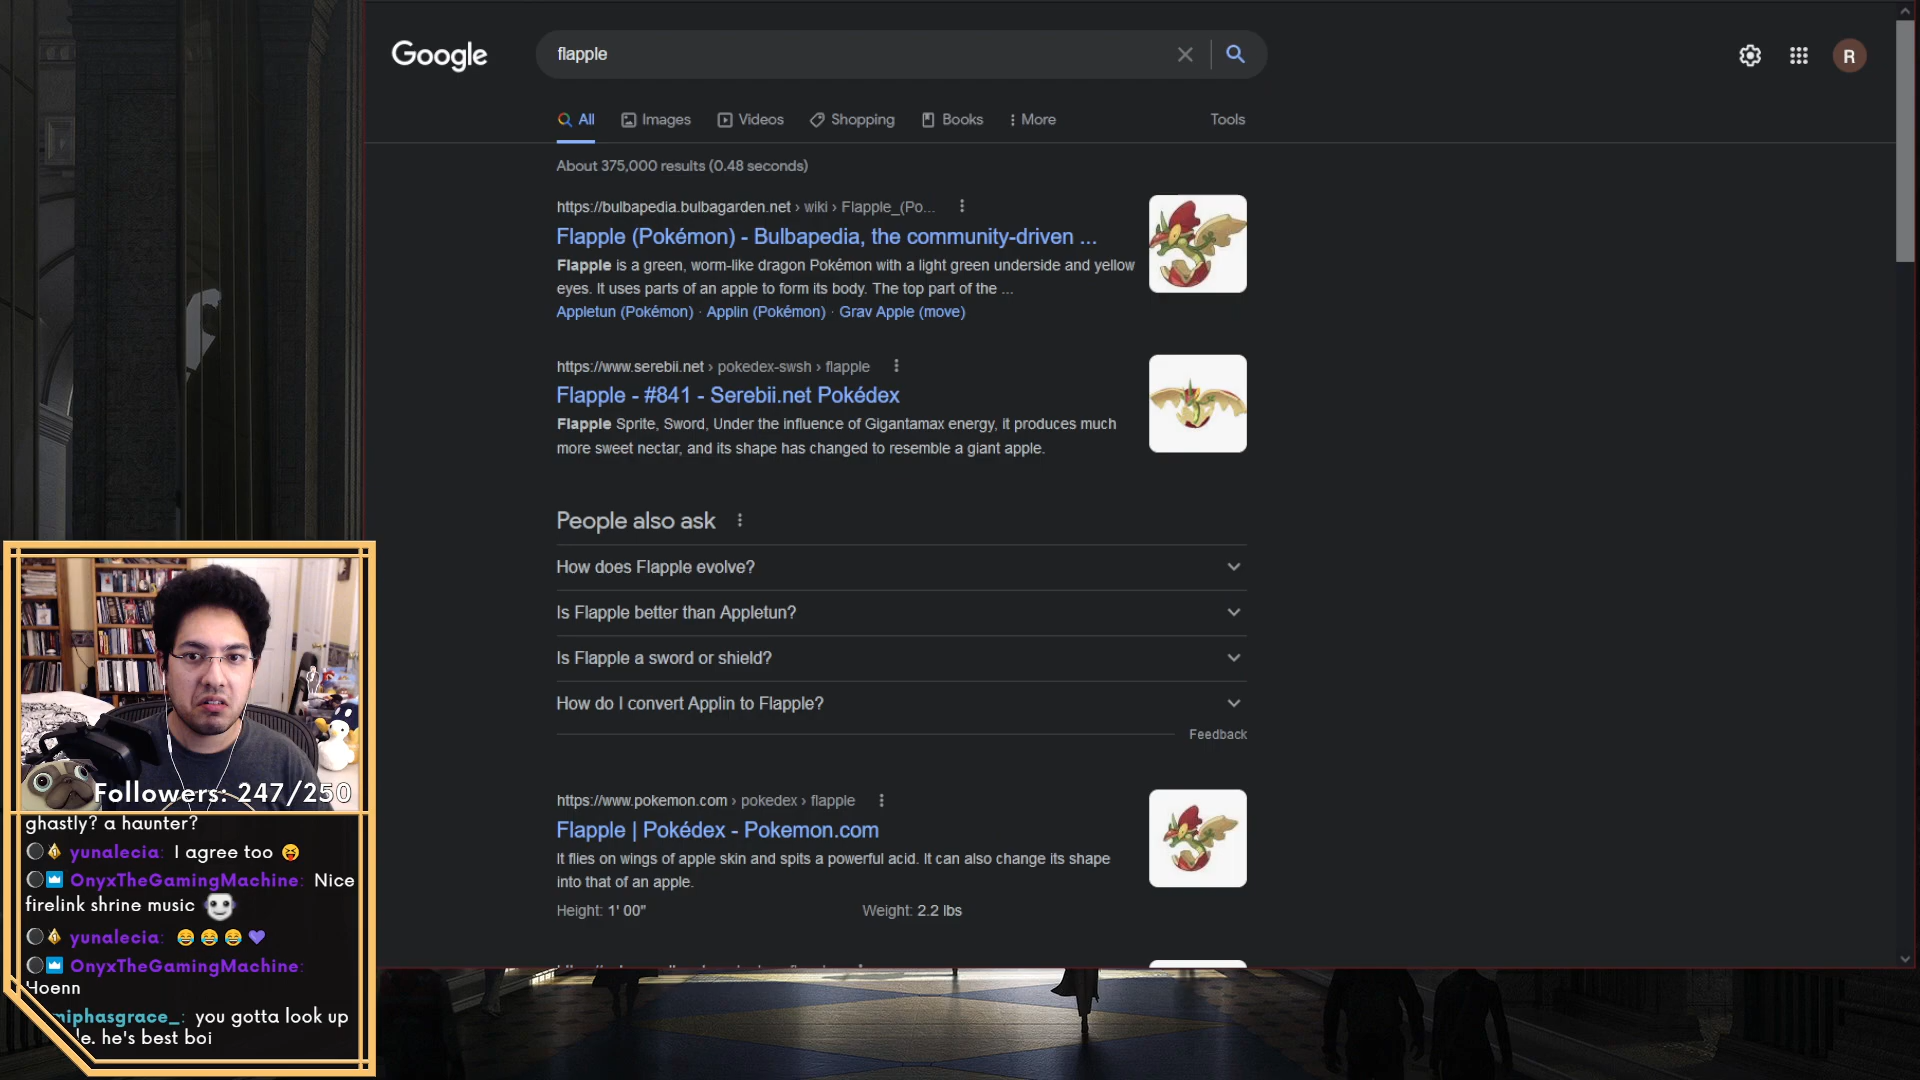 Google
flapple
R
All
Images
Videos
Shopping
Books
More
Tools
About 375,000 results (0.48 seconds)
https://bulbapedia.bulbagarden.net › wiki › Flapple_(Po...
Flapple (Pokémon) - Bulbapedia, the community-driven ...
Flapple is a green, worm-like dragon Pokémon with a light green underside and yellow
eyes. It uses parts of an apple to form its body. The top part of the ...
Appletun (Pokémon) · Applin (Pokémon) · Grav Apple (move)
https://www.serebii.net › pokedex-swsh › flapple
Flapple - #841 - Serebii.net Pokédex
Flapple Sprite, Sword, Under the influence of Gigantamax energy, it produces much
more sweet nectar, and its shape has changed to resemble a giant apple.
People also ask
How does Flapple evolve?
Is Flapple better than Appletun?
Is Flapple a sword or shield?
How do I convert Applin to Flapple?
Feedback
https://www.pokemon.com › pokedex › flapple
Flapple | Pokédex - Pokemon.com
It flies on wings of apple skin and spits a powerful acid. It can also change its shape
into that of an apple.
Height: 1' 00" Weight: 2.2 lbs
Followers: 247/250
ghastly? a haunter?
yunalecia: I agree too 😝
OnyxTheGamingMachine: Nice
firelink shrine music
yunalecia: 😂 😂 😂 💜
OnyxTheGamingMachine:
Hoenn
miphasgrace_: you gotta look up
e. he's best boi